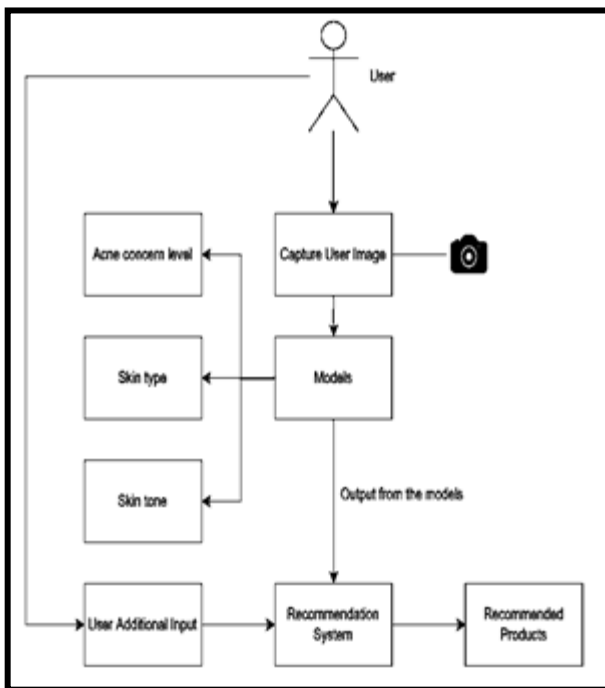 User
Acne concern level
Capture User Image
Skin type
Models
Skin tone
Output from the models
User Additional Input
Recommendation
System
Recommended
Products